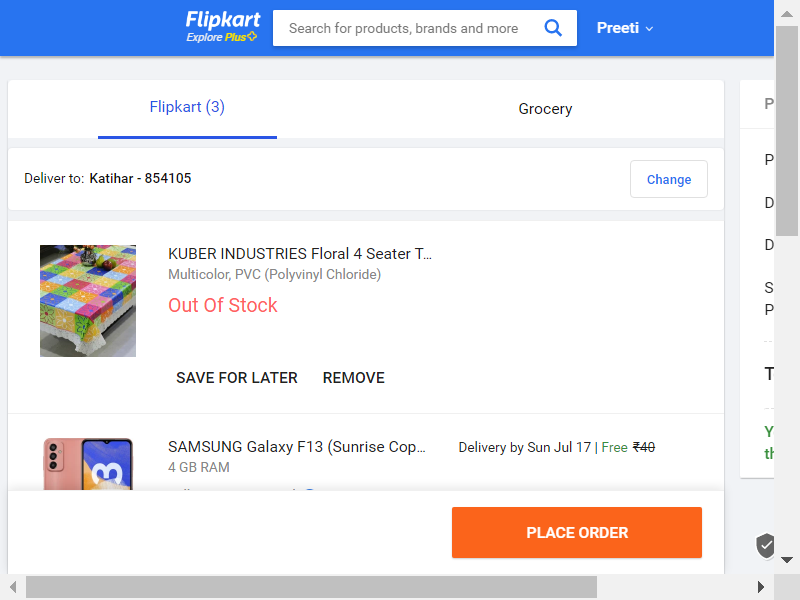 Flipkart
Explore Plus
Search for products, brands and more
Preeti
Flipkart (3)
Grocery
Deliver to: Katihar - 854105
Change
KUBER INDUSTRIES Floral 4 Seater T...
Multicolor, PVC (Polyvinyl Chloride)
Out Of Stock
SAVE FOR LATER
REMOVE
SAMSUNG Galaxy F13 (Sunrise Cop...
Delivery by Sun Jul 17 | Free ₹40
4 GB RAM
PLACE ORDER